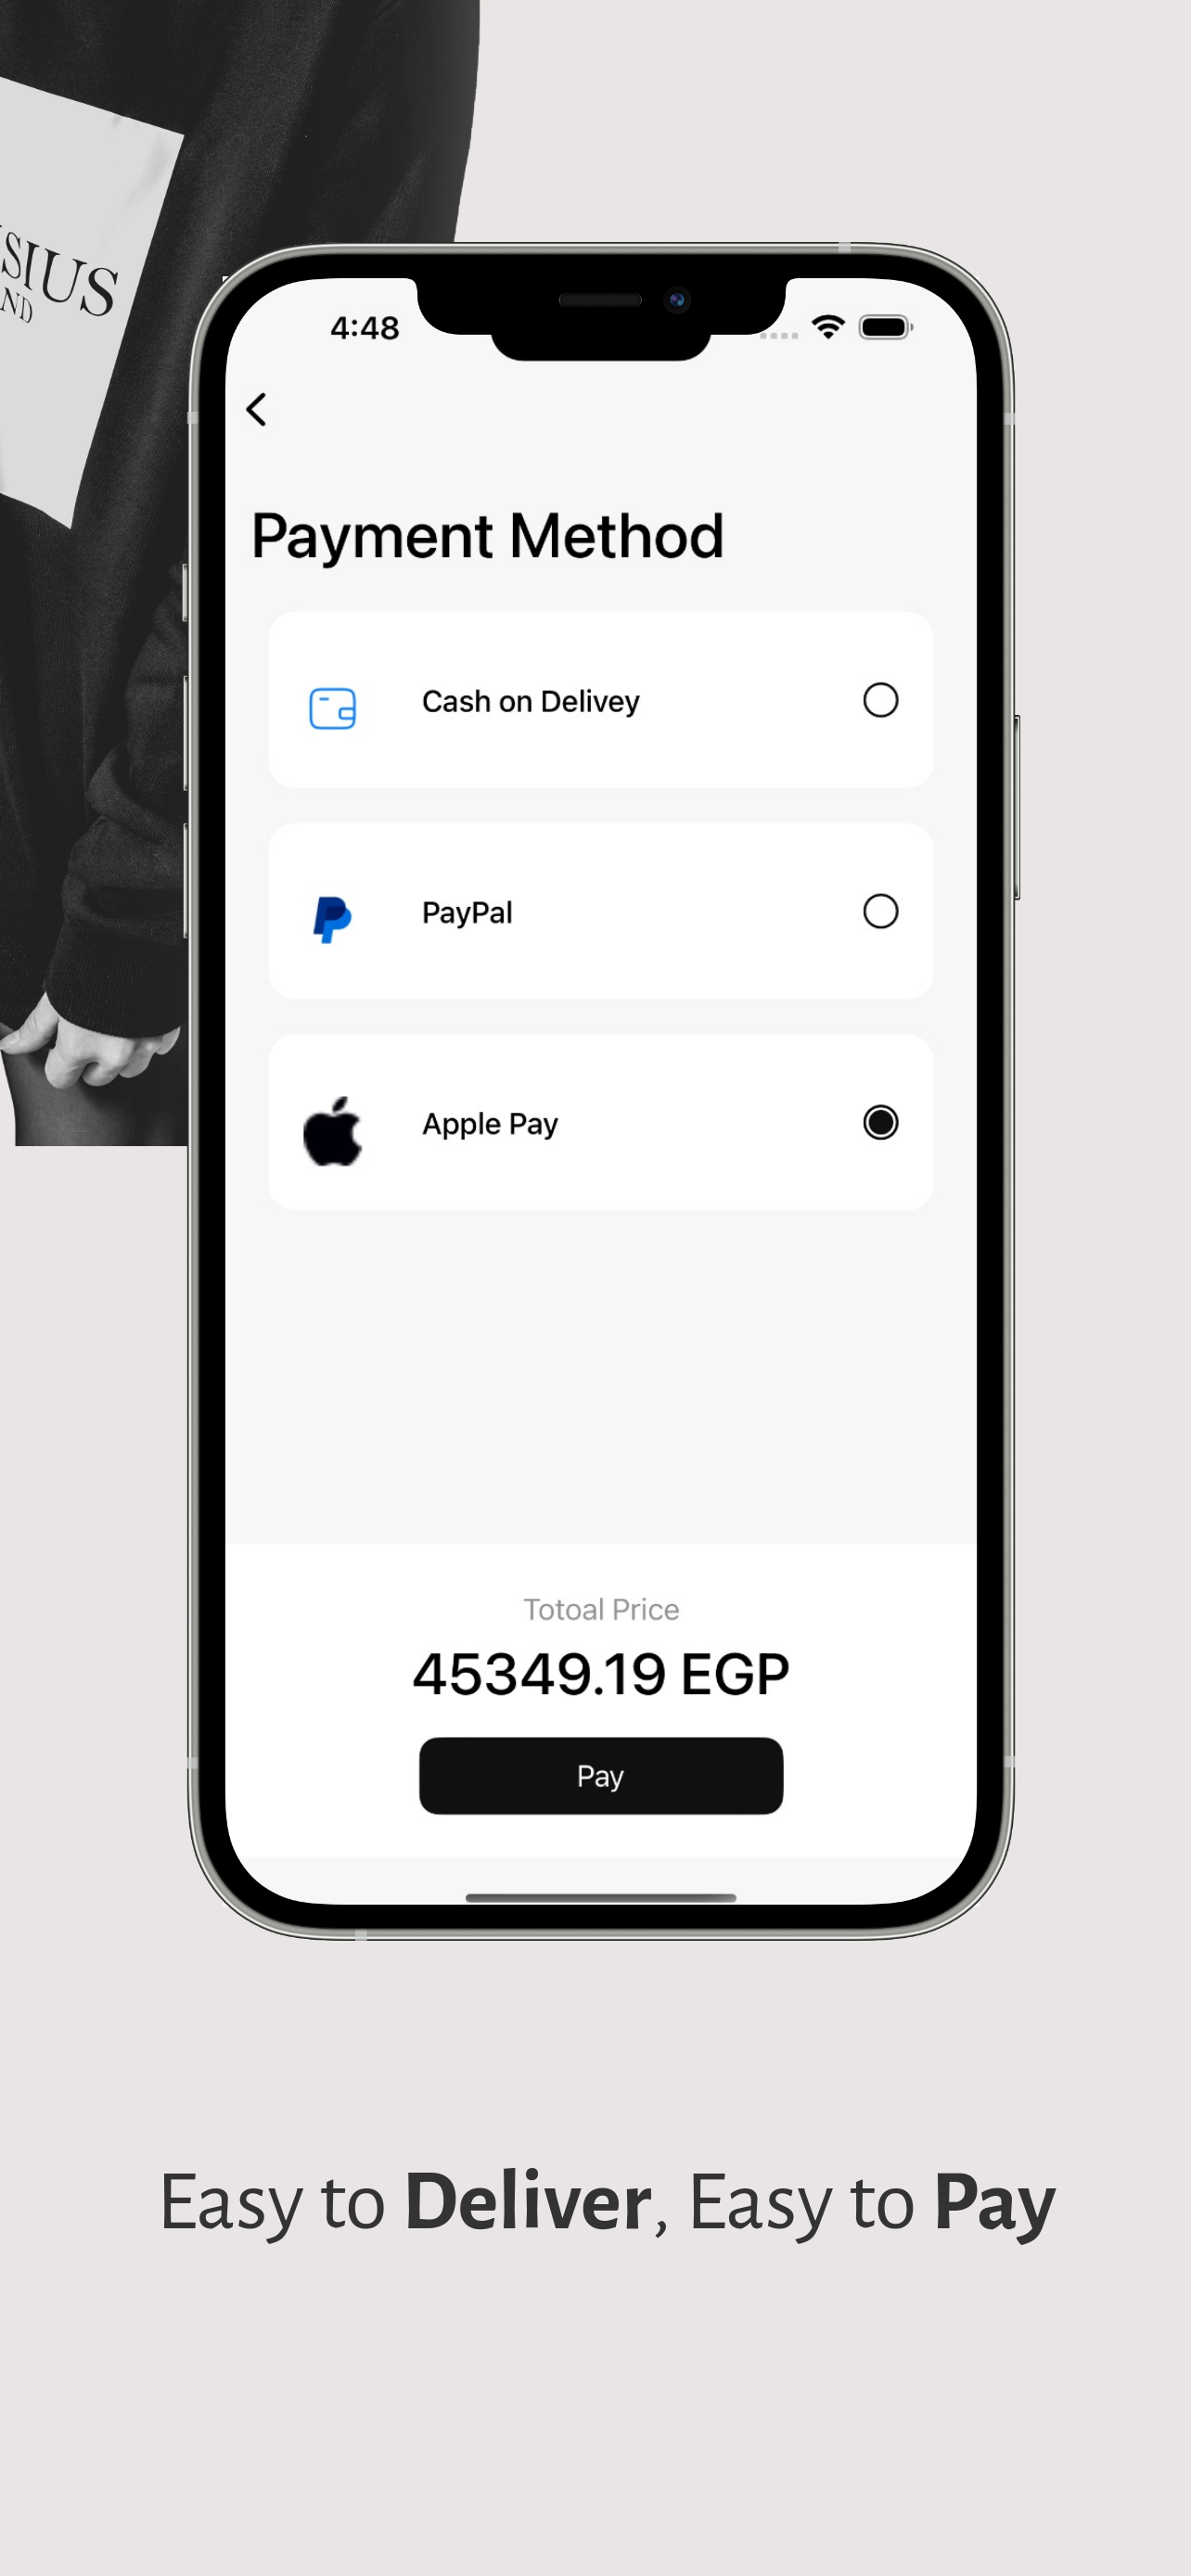 SIUS
ND
4:48
Payment Method
Cash on Delivey
PayPal
Apple Pay
Totoal Price
45349.19 EGP
Pay
Easy to Deliver, Easy to Pay